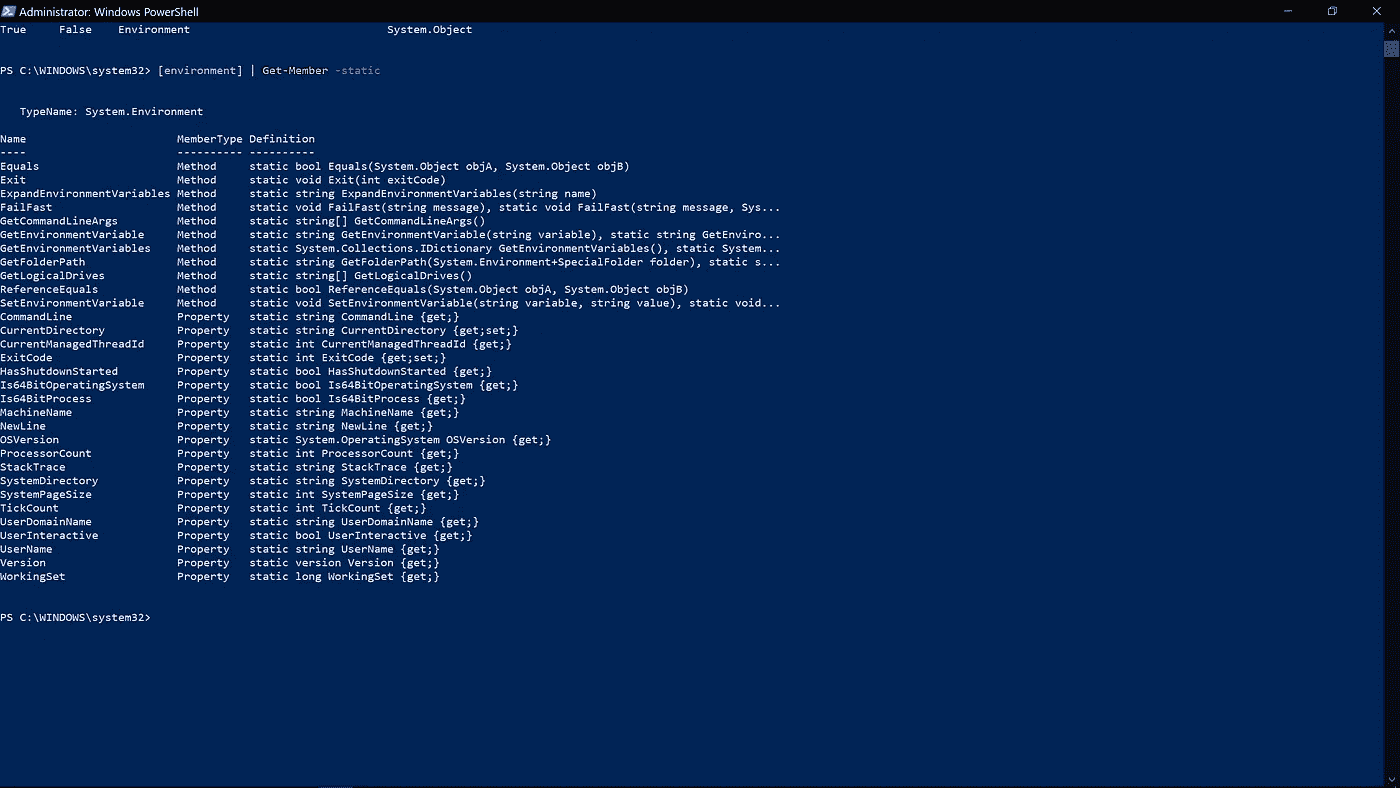 Administrator: Windows PowerShell
True     False    Environment                              System.Object
PS C:\WINDOWS\system32> [environment] | Get-Member -static
   TypeName: System.Environment
Name                       MemberType Definition
----                       ---------- ----------
Equals                     Method     static bool Equals(System.Object objA, System.Object objB)
Exit                       Method     static void Exit(int exitCode)
ExpandEnvironmentVariables Method     static string ExpandEnvironmentVariables(string name)
FailFast                   Method     static void FailFast(string message), static void FailFast(string message, Sys...
GetCommandLineArgs         Method     static string[] GetCommandLineArgs()
GetEnvironmentVariable     Method     static string GetEnvironmentVariable(string variable), static string GetEnviro...
GetEnvironmentVariables    Method     static System.Collections.IDictionary GetEnvironmentVariables(), static System...
GetFolderPath              Method     static string GetFolderPath(System.Environment+SpecialFolder folder), static s...
GetLogicalDrives           Method     static string[] GetLogicalDrives()
ReferenceEquals            Method     static bool ReferenceEquals(System.Object objA, System.Object objB)
SetEnvironmentVariable     Method     static void SetEnvironmentVariable(string variable, string value), static void...
CommandLine                Property   static string CommandLine {get;}
CurrentDirectory           Property   static string CurrentDirectory {get;set;}
CurrentManagedThreadId     Property   static int CurrentManagedThreadId {get;}
ExitCode                   Property   static int ExitCode {get;set;}
HasShutdownStarted         Property   static bool HasShutdownStarted {get;}
Is64BitOperatingSystem     Property   static bool Is64BitOperatingSystem {get;}
Is64BitProcess             Property   static bool Is64BitProcess {get;}
MachineName                Property   static string MachineName {get;}
NewLine                    Property   static string NewLine {get;}
OSVersion                  Property   static System.OperatingSystem OSVersion {get;}
ProcessorCount             Property   static int ProcessorCount {get;}
StackTrace                 Property   static string StackTrace {get;}
SystemDirectory            Property   static string SystemDirectory {get;}
SystemPageSize             Property   static int SystemPageSize {get;}
TickCount                  Property   static int TickCount {get;}
UserDomainName             Property   static string UserDomainName {get;}
UserInteractive            Property   static bool UserInteractive {get;}
UserName                   Property   static string UserName {get;}
Version                    Property   static version Version {get;}
WorkingSet                 Property   static long WorkingSet {get;}
PS C:\WINDOWS\system32>